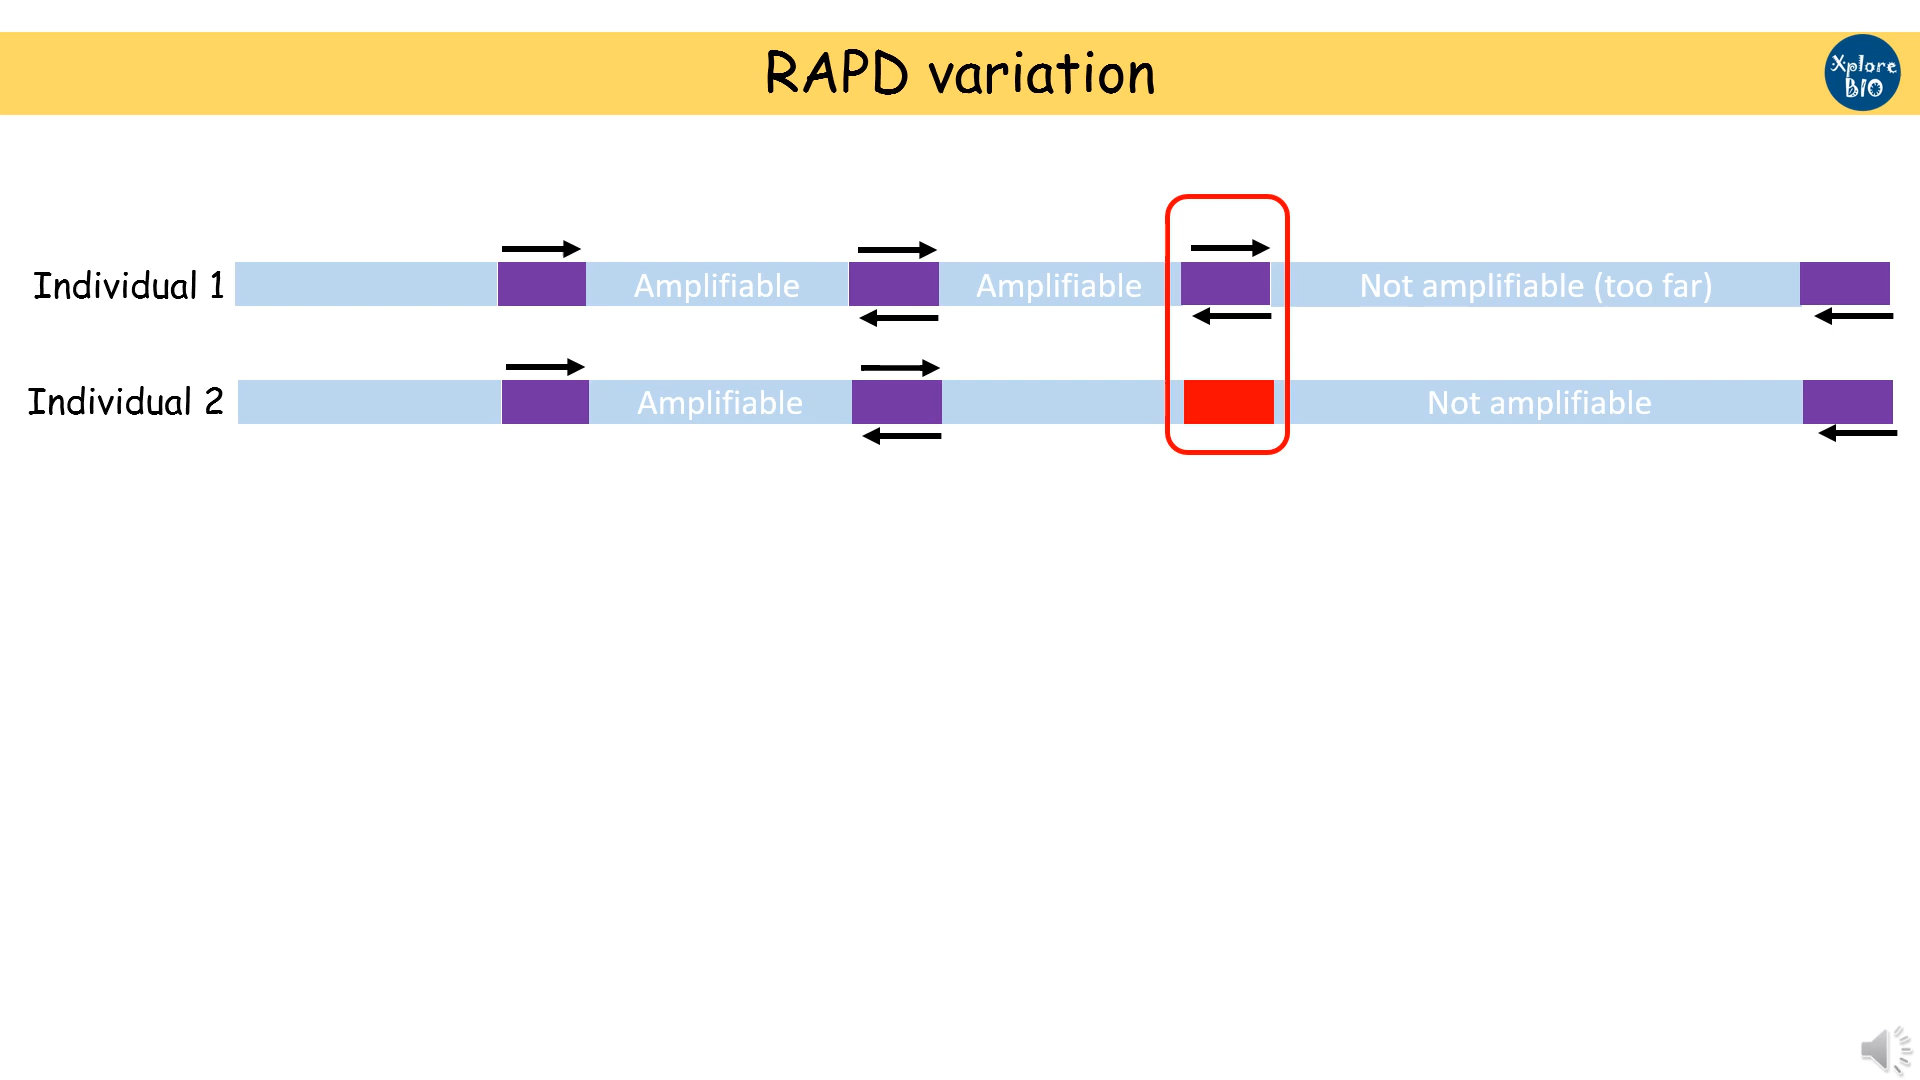 RAPD variation
Xplore
BIO
Individual 1
Amplifiable
Amplifiable
Not amplifiable (too far)
Individual 2
Amplifiable
Not amplifiable